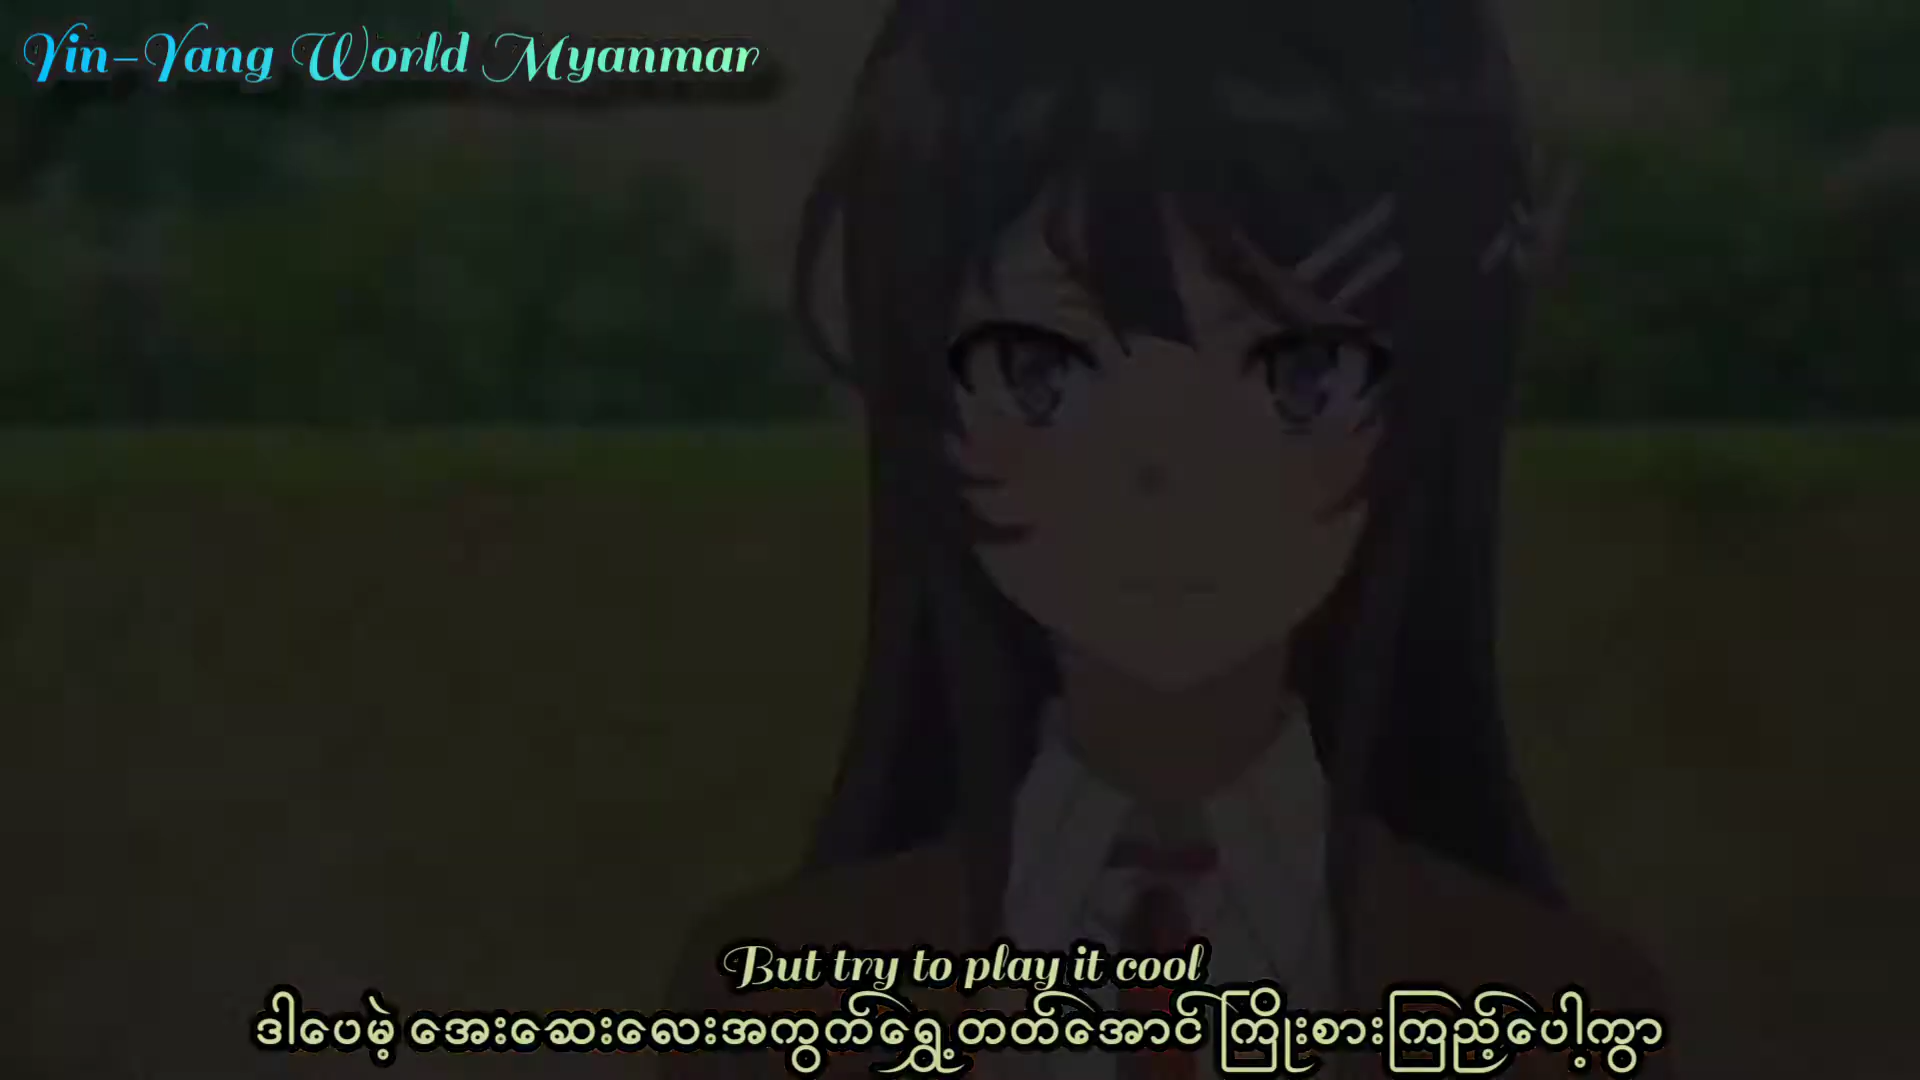 Yin-Yang World Myanmar
But try to play it cool
ဒါပေမဲ့ အေးဆေးလေးအကွက်ရွှေ့တတ်အောင် ကြိုးစားကြည့်ပေါ့ကွာ